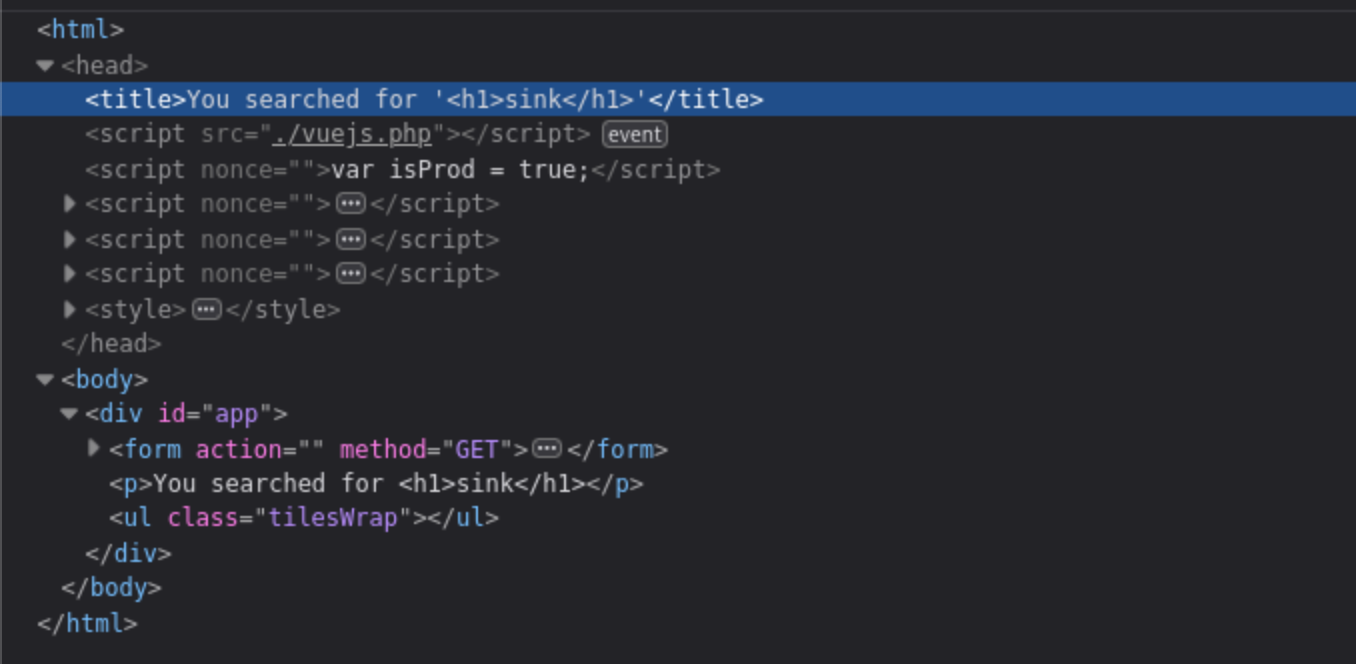 <html>
<head>
<title>You searched for '<h1>sink</h1>'</title>
<script src="./vuejs.php"></script> event
<script nonce="">var isProd = true;</script>
<script nonce="">···</script>
<script nonce="">···</script>
<script nonce="">···</script>
<style>···</style>
</head>
<body>
<div id="app">
<form action="" method="GET">···</form>
<p>You searched for <h1>sink</h1></p>
<ul class="tilesWrap"></ul>
</div>
</body>
</html>